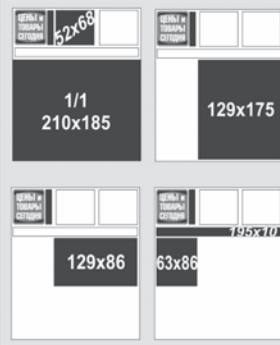 ЦЕНЫ и
ТОВАРЫ
СЕГОДНЯ
52x68
1/1
210x185
ЦЕНЫ и
ТОВАРЫ
СЕГОДНЯ
129x175
ЦЕНЫ и
ТОВАРЫ
СЕГОДНЯ
129x86
ЦЕНЫ и
ТОВАРЫ
СЕГОДНЯ
195x10
63x86